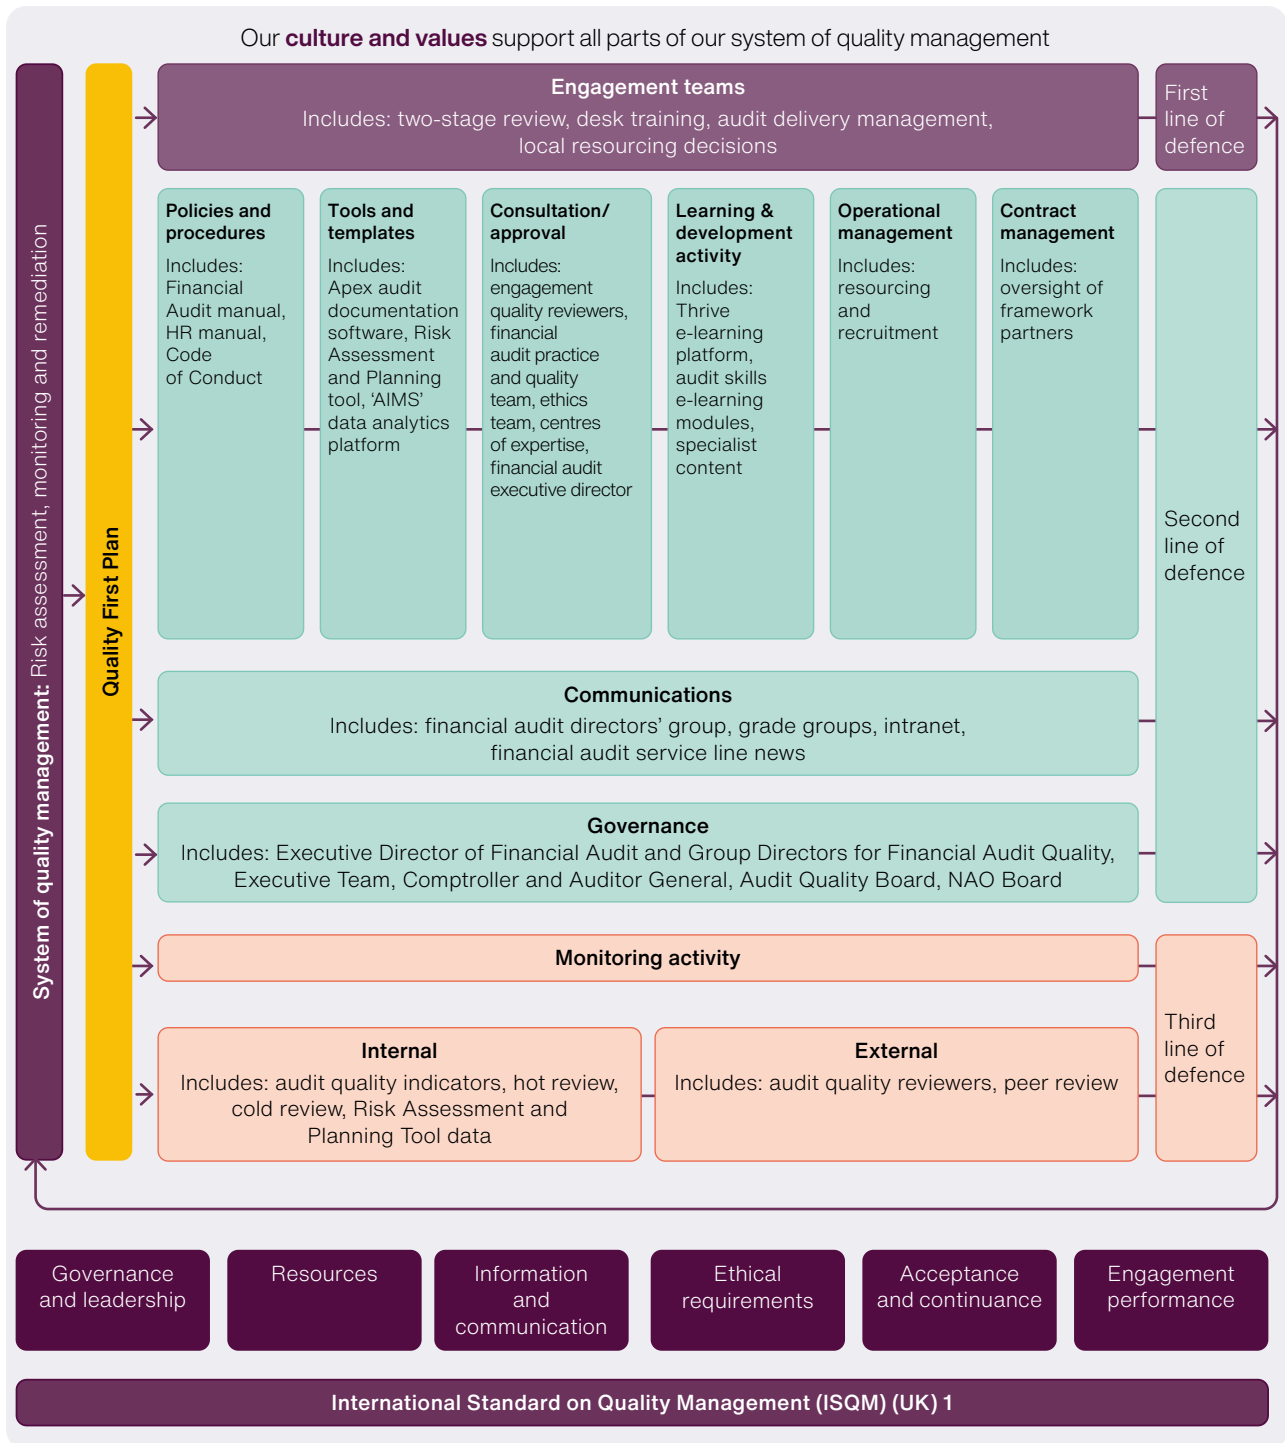 Our culture and values support all parts of our system of quality management
System of quality management: Risk assessment, monitoring and remediation
Quality First Plan
Engagement teams
Includes: two-stage review, desk training, audit delivery management,
local resourcing decisions
First
line of
defence
Policies and
procedures
Includes:
Financial
Audit manual,
HR manual,
Code
of Conduct
Tools and
templates
Includes:
Apex audit
documentation
software, Risk
Assessment
and Planning
tool, ‘AIMS’
data analytics
platform
Consultation/
approval
Includes:
engagement
quality reviewers,
financial
audit practice
and quality
team, ethics
team, centres
of expertise,
financial audit
executive director
Learning &
development
activity
Includes:
Thrive
e-learning
platform,
audit skills
e-learning
modules,
specialist
content
Operational
management
Includes:
resourcing
and
recruitment
Contract
management
Includes:
oversight of
framework
partners
Second
line of
defence
Communications
Includes: financial audit directors’ group, grade groups, intranet,
financial audit service line news
Governance
Includes: Executive Director of Financial Audit and Group Directors for Financial Audit Quality,
Executive Team, Comptroller and Auditor General, Audit Quality Board, NAO Board
Monitoring activity
Internal
Includes: audit quality indicators, hot review,
cold review, Risk Assessment and
Planning Tool data
External
Includes: audit quality reviewers, peer review
Third
line of
defence
Governance
and leadership
Resources
Information
and
communication
Ethical
requirements
Acceptance
and continuance
Engagement
performance
International Standard on Quality Management (ISQM) (UK) 1